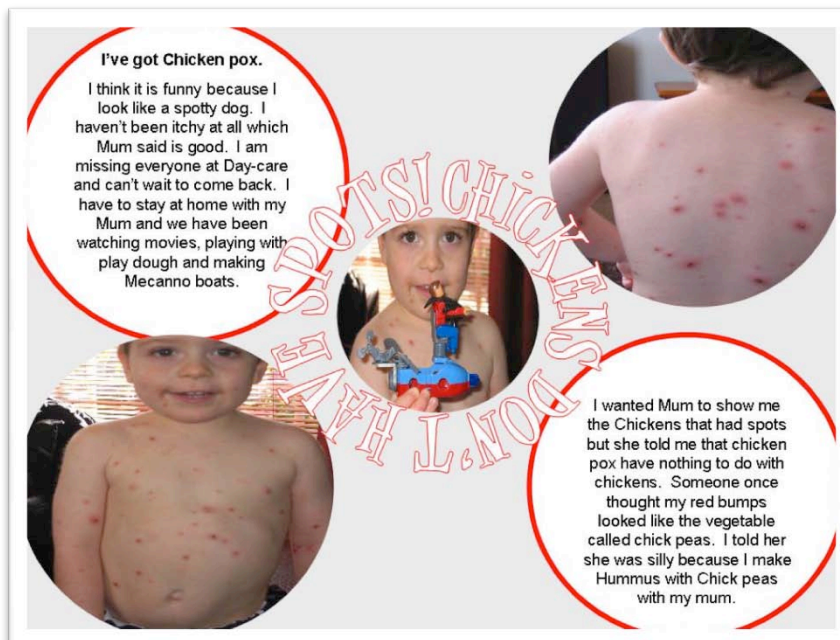 I've got Chicken pox.
I think it is funny because I
look like a spotty dog.  I
haven't been itchy at all which
Mum said is good.  I am
missing everyone at Day-care
and can't wait to come back.  I
have to stay at home with my
Mum and we have been
watching movies, playing with
play dough and making
Mecanno boats.
CHiCKENS DON'T HAVE SPOTS!
I wanted Mum to show me
the Chickens that had spots
but she told me that chicken
pox have nothing to do with
chickens.  Someone once
thought my red bumps
looked like the vegetable
called chick peas.  I told her
she was silly because I make
Hummus with Chick peas
with my mum.